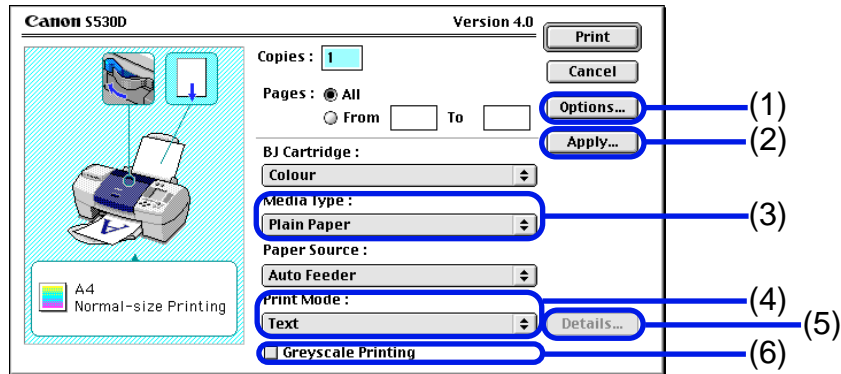 Canon S530D Version 4.0
Print
Copies : 1
Cancel
Pages : All
Options... (1)
From To
Apply... (2)
BJ Cartridge :
Colour
Media Type :
Plain Paper (3)
Paper Source :
Auto Feeder
A4
Normal-size Printing
Print Mode : (4)
Text
Details... (5)
Greyscale Printing (6)
A